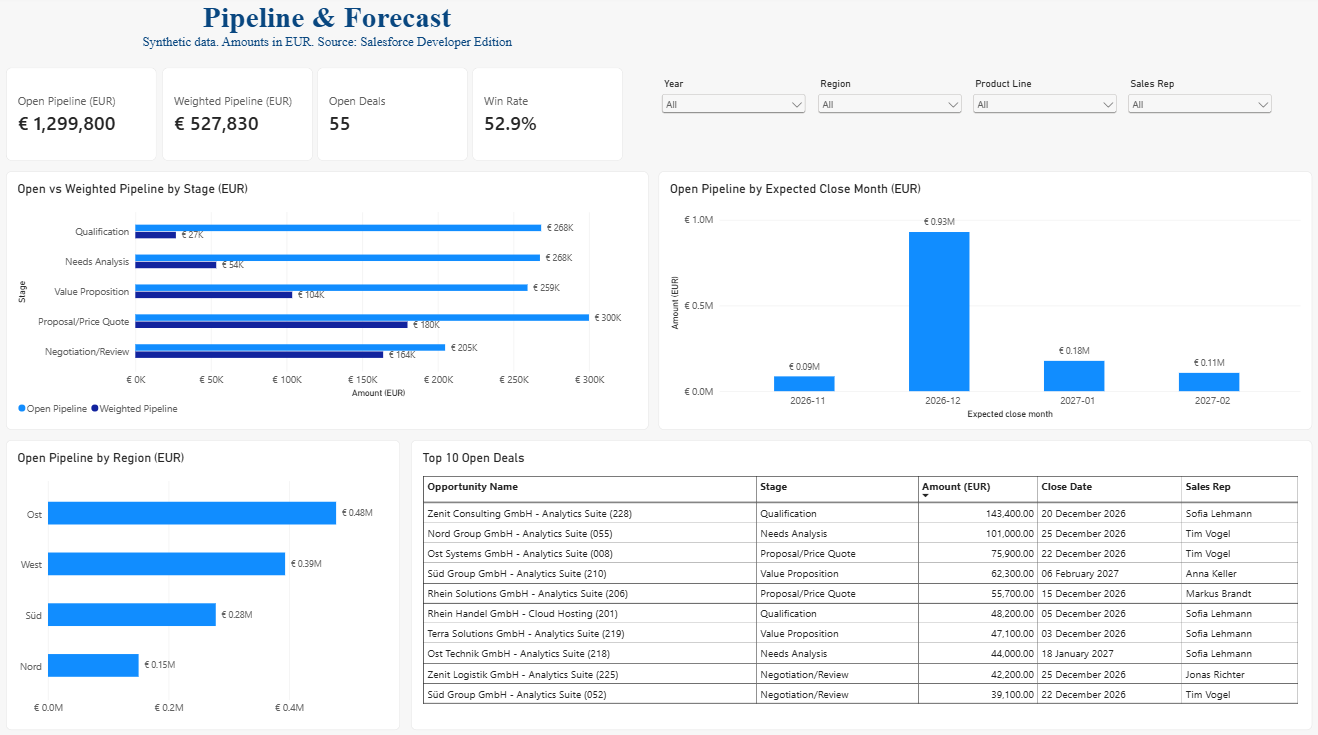 Pipeline & Forecast
Synthetic data. Amounts in EUR. Source: Salesforce Developer Edition
Open Pipeline (EUR)
€ 1,299,800
Weighted Pipeline (EUR)
€ 527,830
Open Deals
55
Win Rate
52.9%
Year
All
Region
All
Product Line
All
Sales Rep
All
Open vs Weighted Pipeline by Stage (EUR)
Stage
Qualification € 268K
€ 27K
Needs Analysis € 268K
€ 54K
Value Proposition € 259K
€ 104K
Proposal/Price Quote € 300K
€ 180K
Negotiation/Review € 205K
€ 164K
€ 0K € 50K € 100K € 150K € 200K € 250K € 300K
Amount (EUR)
Open Pipeline Weighted Pipeline
Open Pipeline by Expected Close Month (EUR)
Amount (EUR)
€ 1.0M
€ 0.5M
€ 0.0M
€ 0.09M
€ 0.93M
€ 0.18M
€ 0.11M
2026-11 2026-12 2027-01 2027-02
Expected close month
Open Pipeline by Region (EUR)
Ost € 0.48M
West € 0.39M
Süd € 0.28M
Nord € 0.15M
€ 0.0M € 0.2M € 0.4M
Top 10 Open Deals
Opportunity Name Stage Amount (EUR) Close Date Sales Rep
Zenit Consulting GmbH - Analytics Suite (228) Qualification 143,400.00 20 December 2026 Sofia Lehmann
Nord Group GmbH - Analytics Suite (055) Needs Analysis 101,000.00 25 December 2026 Tim Vogel
Ost Systems GmbH - Analytics Suite (008) Proposal/Price Quote 75,900.00 22 December 2026 Tim Vogel
Süd Group GmbH - Analytics Suite (210) Value Proposition 62,300.00 06 February 2027 Anna Keller
Rhein Solutions GmbH - Analytics Suite (206) Proposal/Price Quote 55,700.00 15 December 2026 Markus Brandt
Rhein Handel GmbH - Cloud Hosting (201) Qualification 48,200.00 05 December 2026 Sofia Lehmann
Terra Solutions GmbH - Analytics Suite (219) Value Proposition 47,100.00 03 December 2026 Sofia Lehmann
Ost Technik GmbH - Analytics Suite (218) Needs Analysis 44,000.00 18 January 2027 Sofia Lehmann
Zenit Logistik GmbH - Analytics Suite (225) Negotiation/Review 42,200.00 25 December 2026 Jonas Richter
Süd Group GmbH - Analytics Suite (052) Negotiation/Review 39,100.00 22 December 2026 Tim Vogel